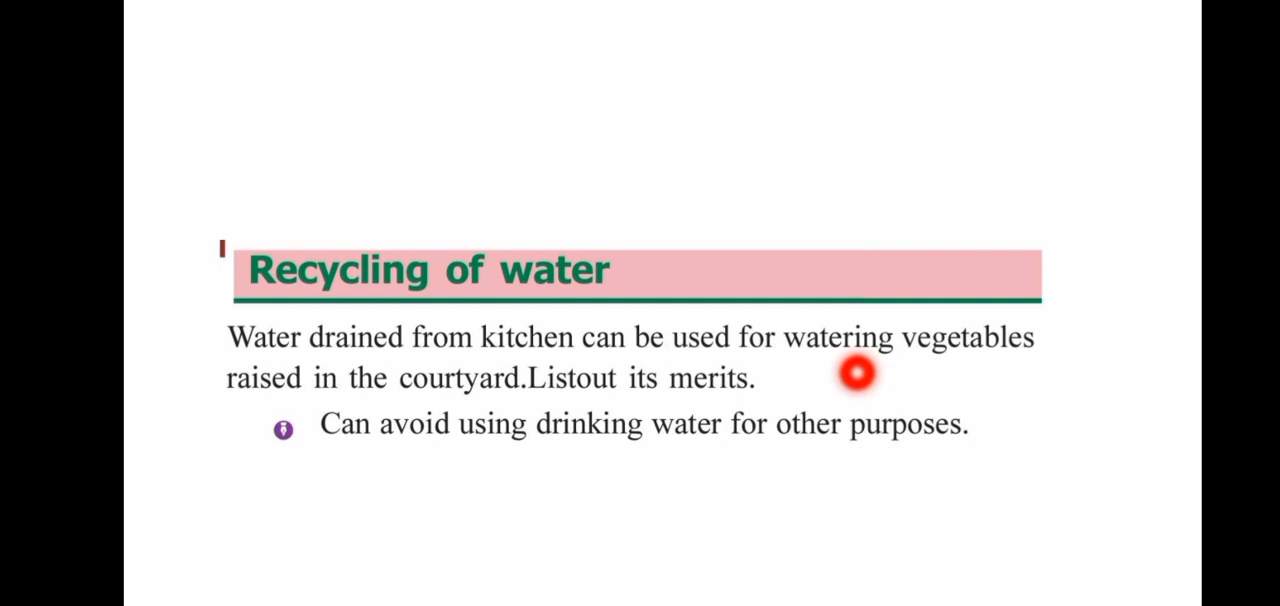 Recycling of water
Water drained from kitchen can be used for watering vegetables
raised in the courtyard.Listout its merits.
Can avoid using drinking water for other purposes.